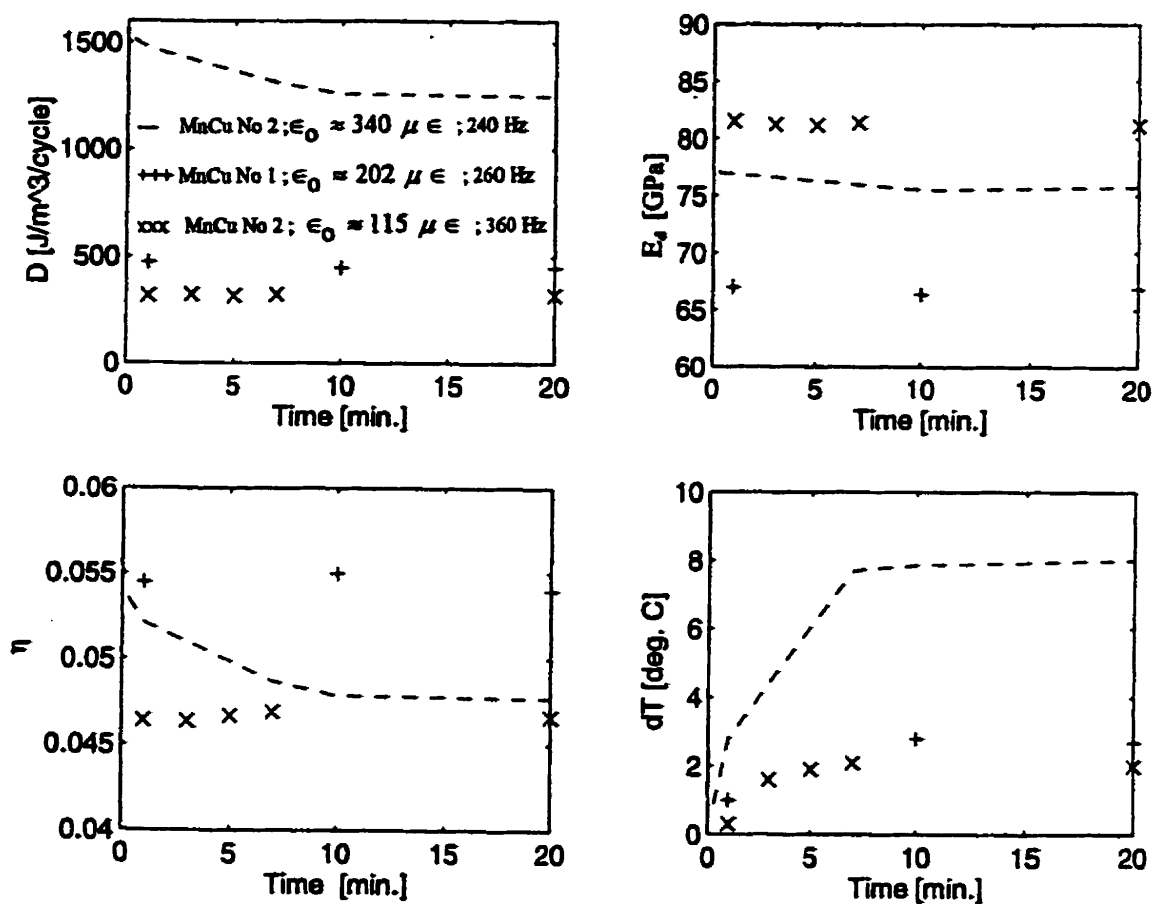 1500
1000
500
0
0 5 10 15 20
D [J/m^3/cycle]
Time [min.]
— MnCu No 2 ; ϵ0 ≈ 340 μ ϵ ; 240 Hz
+++ MnCu No 1 ; ϵ0 ≈ 202 μ ϵ ; 260 Hz
xxx MnCu No 2 ; ϵ0 ≈ 115 μ ϵ ; 360 Hz
90
85
80
75
70
65
60
0 5 10 15 20
Ed [GPa]
Time [min.]
0.06
0.055
0.05
0.045
0.04
0 5 10 15 20
η
Time [min.]
10
8
6
4
2
0
0 5 10 15 20
dT [deg. C]
Time [min.]